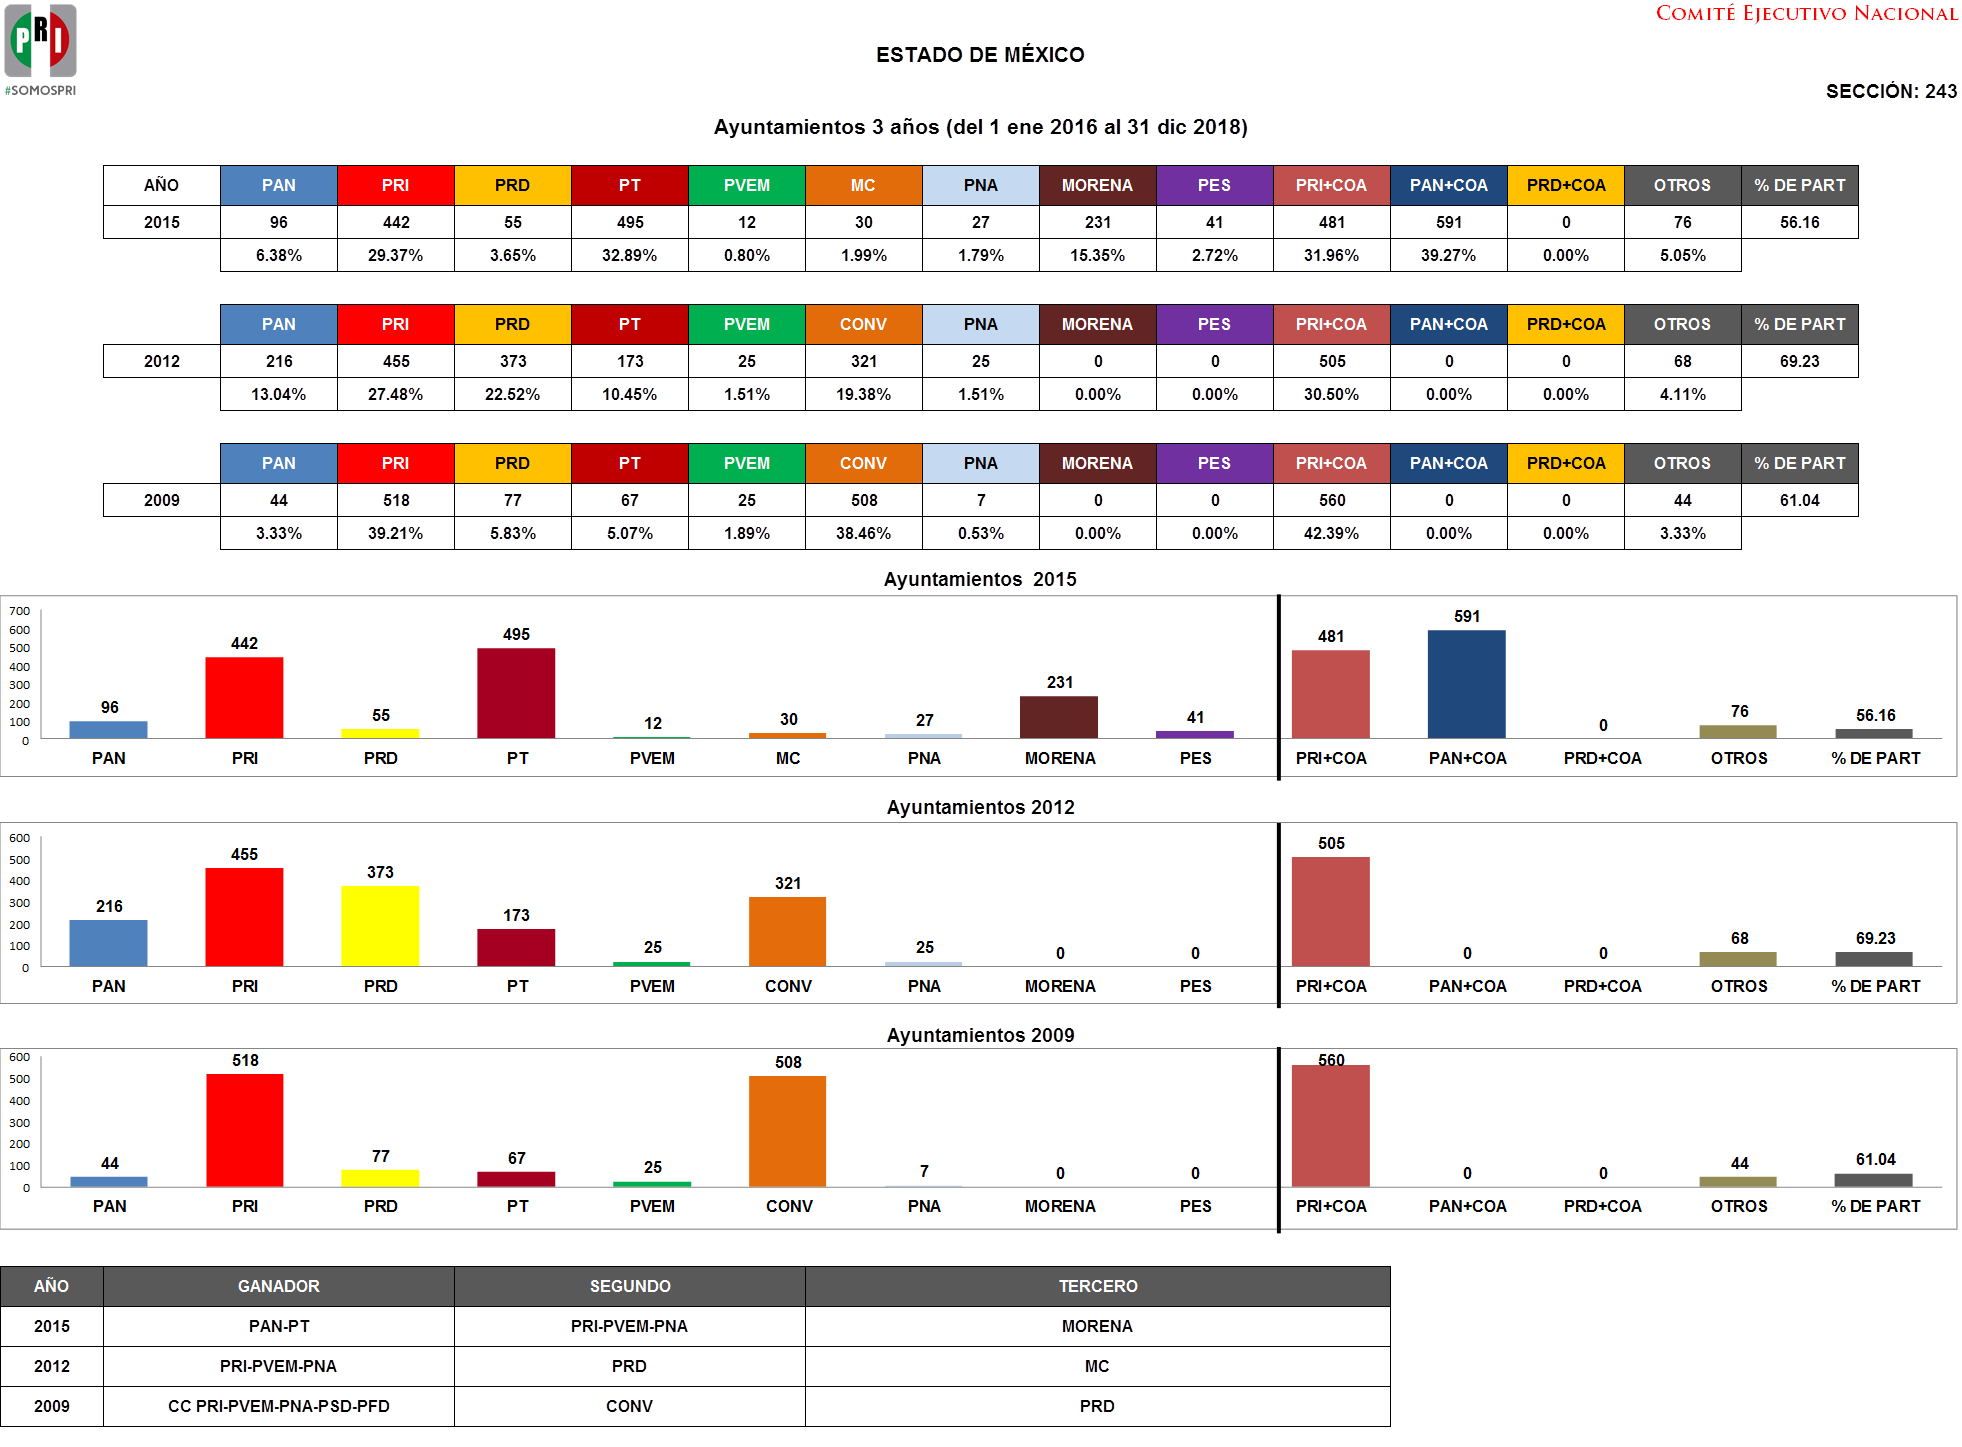 PRI
#SOMOSPRI
COMITÉ EJECUTIVO NACIONAL
ESTADO DE MÉXICO
SECCIÓN: 243
Ayuntamientos 3 años (del 1 ene 2016 al 31 dic 2018)
AÑO PAN PRI PRD PT PVEM MC PNA MORENA PES PRI+COA PAN+COA PRD+COA OTROS % DE PART
2015 96 442 55 495 12 30 27 231 41 481 591 0 76 56.16
6.38% 29.37% 3.65% 32.89% 0.80% 1.99% 1.79% 15.35% 2.72% 31.96% 39.27% 0.00% 5.05%
PAN PRI PRD PT PVEM CONV PNA MORENA PES PRI+COA PAN+COA PRD+COA OTROS % DE PART
2012 216 455 373 173 25 321 25 0 0 505 0 0 68 69.23
13.04% 27.48% 22.52% 10.45% 1.51% 19.38% 1.51% 0.00% 0.00% 30.50% 0.00% 0.00% 4.11%
PAN PRI PRD PT PVEM CONV PNA MORENA PES PRI+COA PAN+COA PRD+COA OTROS % DE PART
2009 44 518 77 67 25 508 7 0 0 560 0 0 44 61.04
3.33% 39.21% 5.83% 5.07% 1.89% 38.46% 0.53% 0.00% 0.00% 42.39% 0.00% 0.00% 3.33%
Ayuntamientos 2015
700
600
500
400
300
200
100
0
96 442 55 495 12 30 27 231 41 481 591 0 76 56.16
PAN PRI PRD PT PVEM MC PNA MORENA PES PRI+COA PAN+COA PRD+COA OTROS % DE PART
Ayuntamientos 2012
600
500
400
300
200
100
0
216 455 373 173 25 321 25 0 0 505 0 0 68 69.23
PAN PRI PRD PT PVEM CONV PNA MORENA PES PRI+COA PAN+COA PRD+COA OTROS % DE PART
Ayuntamientos 2009
600
500
400
300
200
100
0
44 518 77 67 25 508 7 0 0 560 0 0 44 61.04
PAN PRI PRD PT PVEM CONV PNA MORENA PES PRI+COA PAN+COA PRD+COA OTROS % DE PART
AÑO GANADOR SEGUNDO TERCERO
2015 PAN-PT PRI-PVEM-PNA MORENA
2012 PRI-PVEM-PNA PRD MC
2009 CC PRI-PVEM-PNA-PSD-PFD CONV PRD